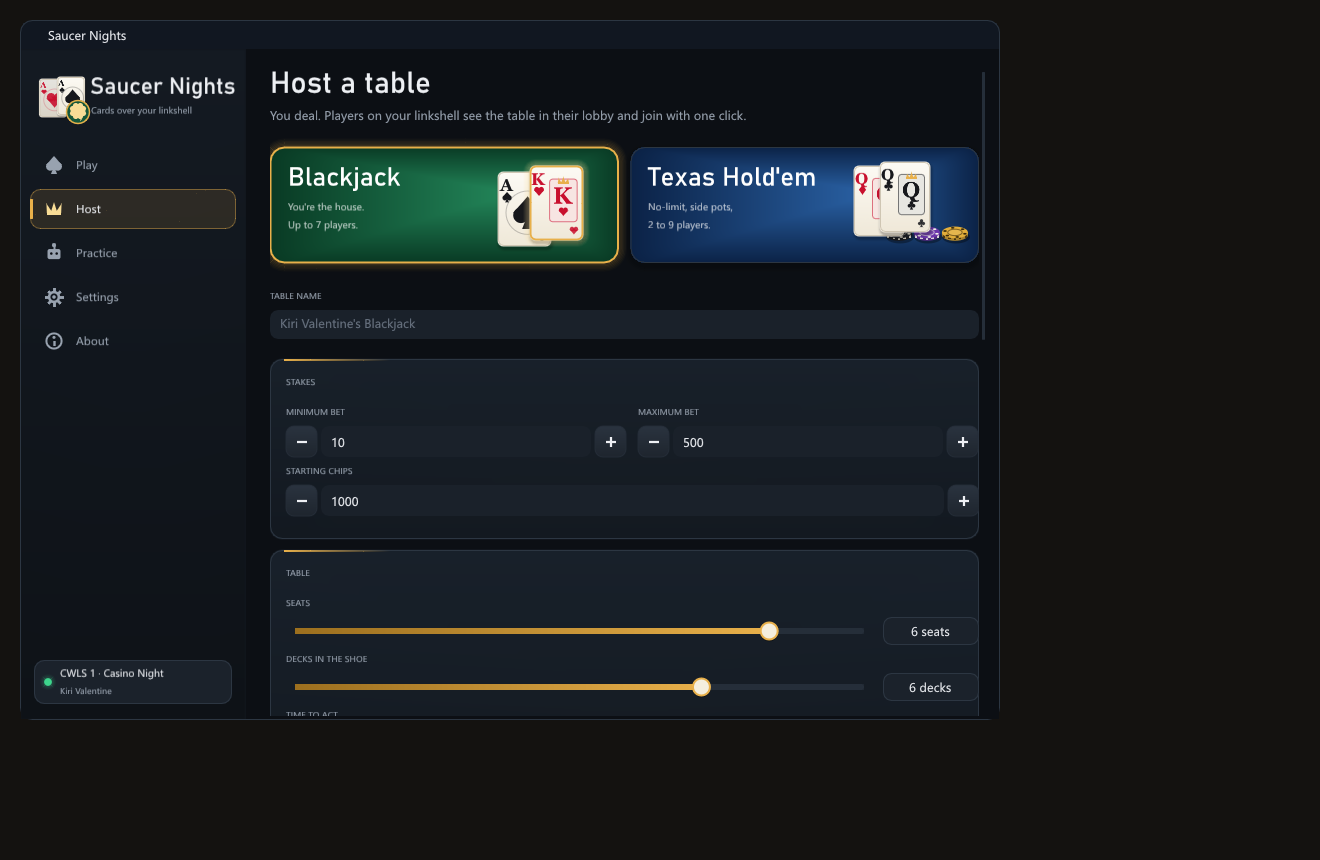 Saucer Nights
Saucer Nights
Cards over your linkshell
Play
Host
Practice
Settings
About
CWLS 1 · Casino Night
Kiri Valentine
Host a table
You deal. Players on your linkshell see the table in their lobby and join with one click.
Blackjack
You're the house.
Up to 7 players.
A
K
K
Texas Hold'em
No-limit, side pots,
2 to 9 players.
Q
Q
Q
TABLE NAME
Kiri Valentine's Blackjack
STAKES
MINIMUM BET
MAXIMUM BET
10
500
STARTING CHIPS
1000
TABLE
SEATS
6 seats
DECKS IN THE SHOE
6 decks
TIME TO ACT